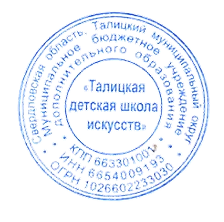 Свердловская область, Талицкий муниципальный округ
Муниципальное бюджетное учреждение
дополнительного образования
«Талицкая
детская школа
искусств»
КПП 663301001
ИНН 6654009193
ОГРН 1026602233030